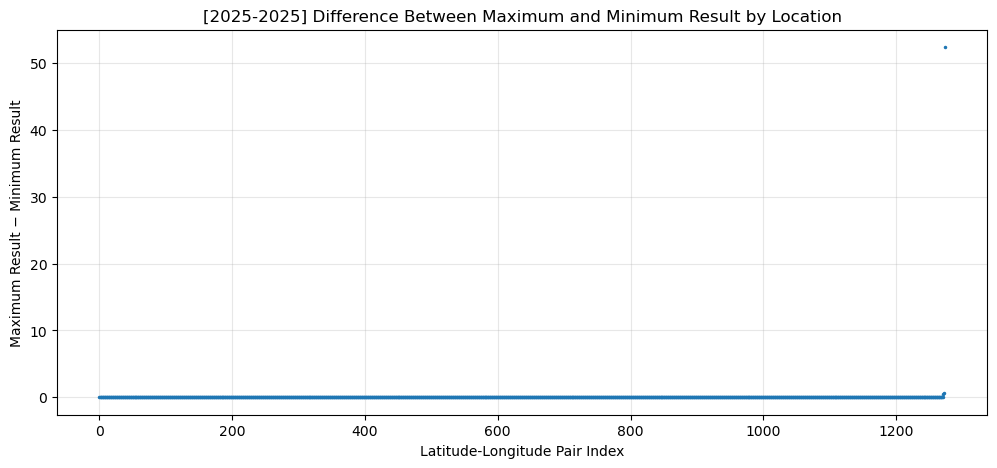 [2025-2025] Difference Between Maximum and Minimum Result by Location
Maximum Result − Minimum Result
50
40
30
20
10
0
0 200 400 600 800 1000 1200
Latitude-Longitude Pair Index